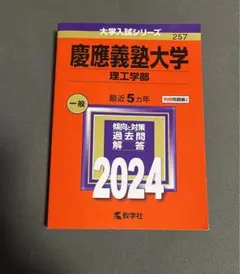 大学入試シリーズ
257
慶應義塾大学
理工学部
一般
最近5カ年
傾向と対策
過去問
解答
2024
教学社